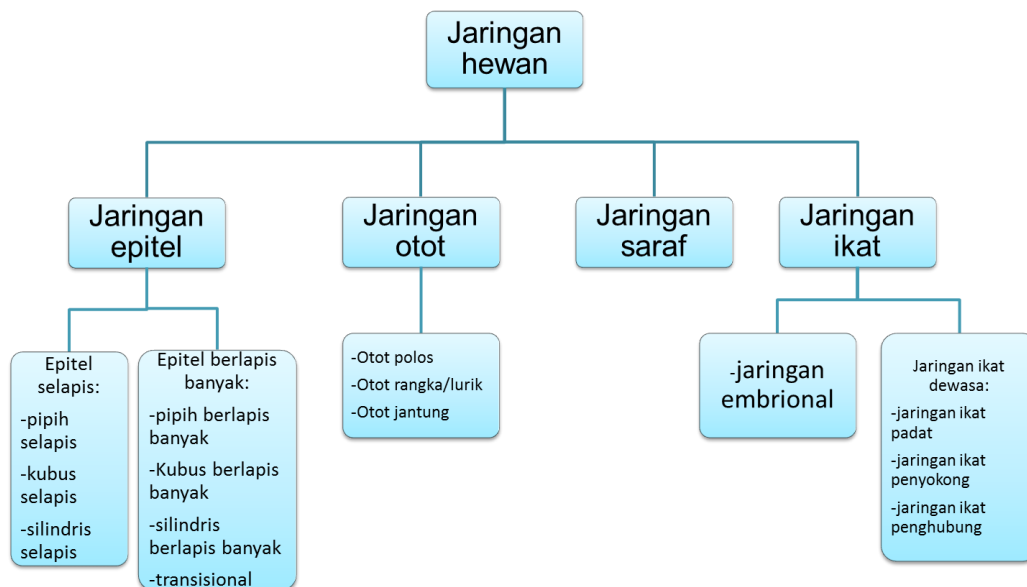 Jaringan
hewan
Jaringan
epitel
Jaringan
otot
Jaringan
saraf
Jaringan
ikat
Epitel
selapis:
-pipih
selapis
-kubus
selapis
-silindris
selapis
Epitel berlapis
banyak:
-pipih berlapis
banyak
-Kubus berlapis
banyak
-silindris
berlapis banyak
-transisional
-Otot polos
-Otot rangka/lurik
-Otot jantung
-jaringan
embrional
Jaringan ikat
dewasa:
-jaringan ikat
padat
-jaringan ikat
penyokong
-jaringan ikat
penghubung